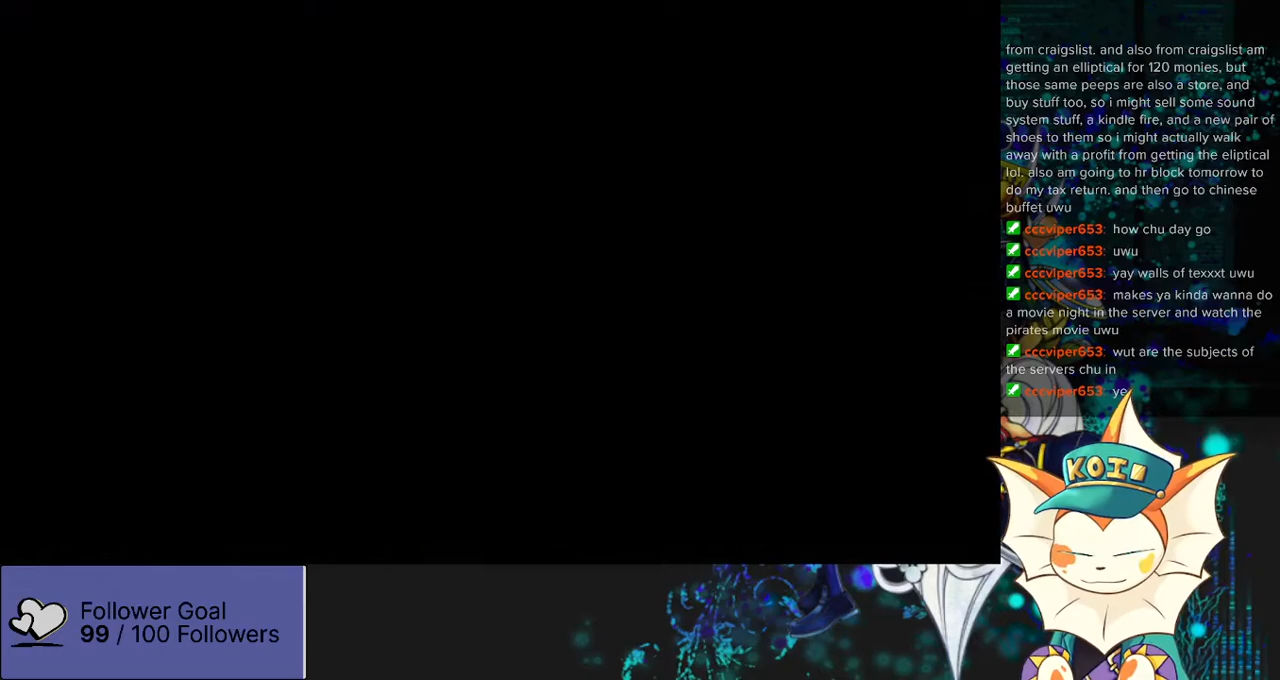 from craigslist. and also from craigslist am
getting an elliptical for 120 monies, but
those same peeps are also a store, and
buy stuff too, so i might sell some sound
system stuff, a kindle fire, and a new pair of
shoes to them so i might actually walk
away with a profit from getting the eliptical
lol. also am going to hr block tomorrow to
do my tax return. and then go to chinese
buffet uwu
cccviper653: how chu day go
cccviper653: uwu
cccviper653: yay walls of texxxt uwu
cccviper653: makes ya kinda wanna do
a movie night in the server and watch the
pirates movie uwu
cccviper653: wut are the subjects of
the servers chu in
cccviper653: ye
KOI
Follower Goal
99 / 100 Followers